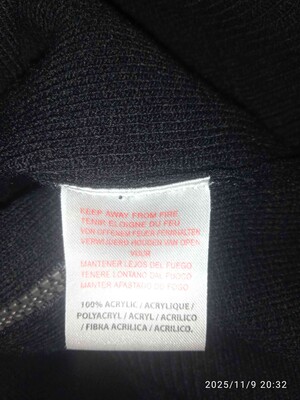 KEEP AWAY FROM FIRE
TENIR ELOIGNE DU FEU
VON OFFENEM FEUER FERNHALTEN
VERWIJDERD HOUDEN VAN OPEN
VUUR
MANTENER LEJOS DEL FUEGO
TENERE LONTANO DAL FUOCO
MANTER AFASTADO DO FUEGO
100% ACRYLIC / ACRYLIQUE /
POLYACRYL / ACRYL / ACRILICO
/ FIBRA ACRILICA / ACRILICO.
2025/11/9 20:32